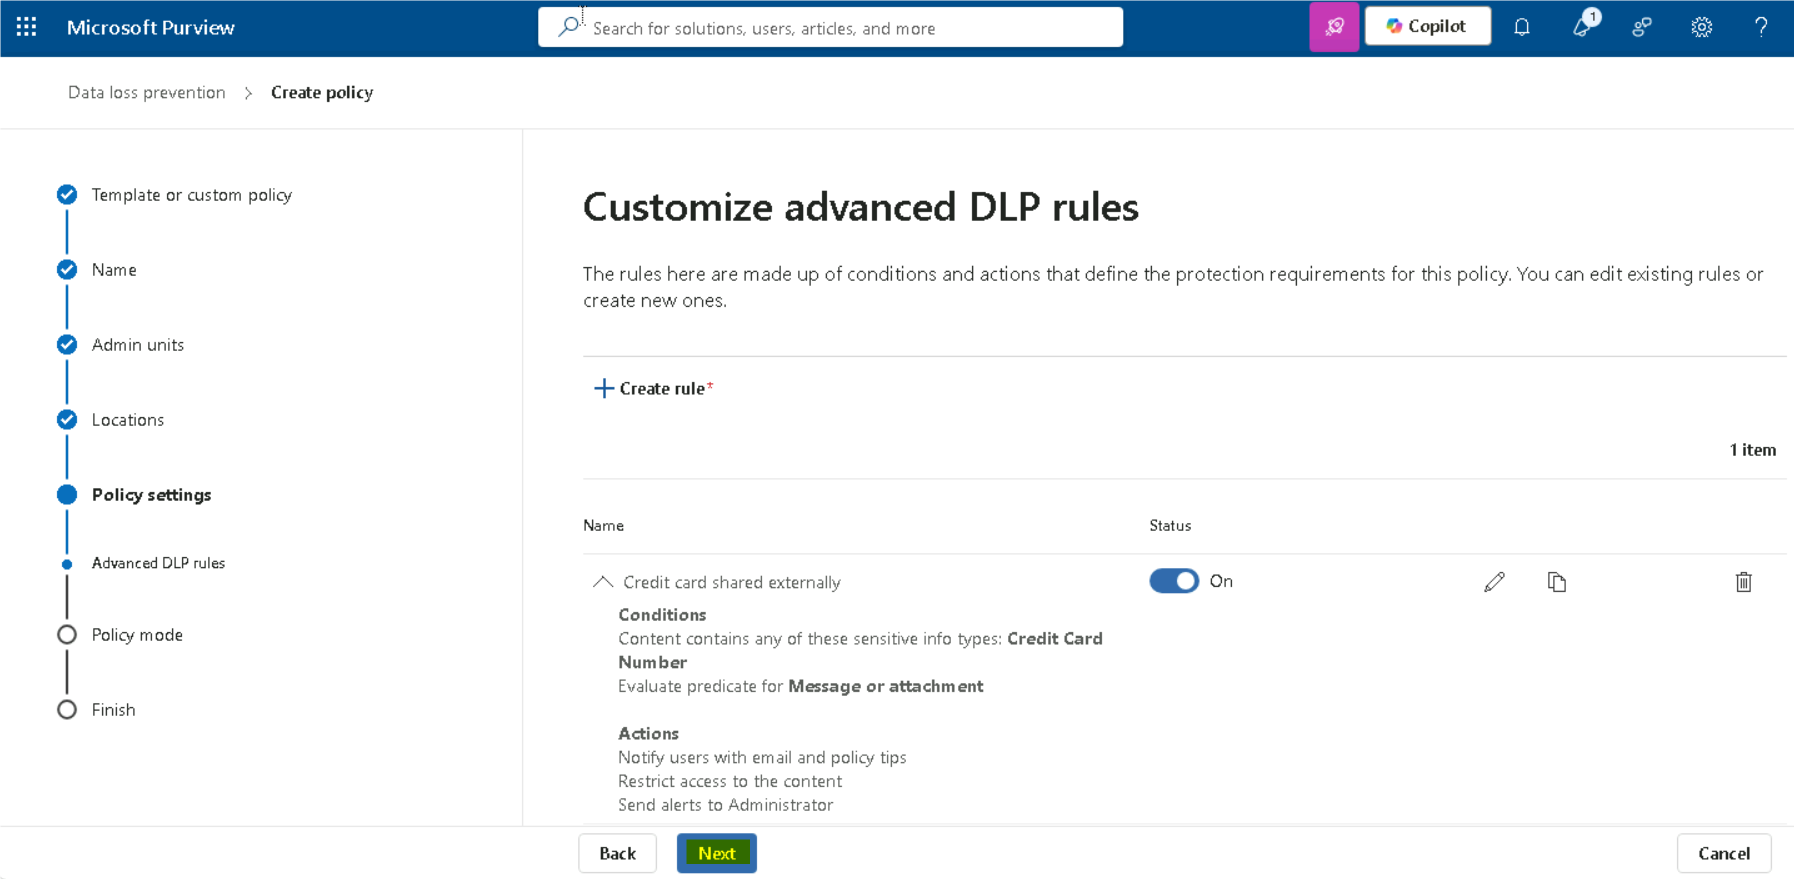 Microsoft Purview
Search for solutions, users, articles, and more
Copilot
1
?
Data loss prevention > Create policy
Template or custom policy
Name
Admin units
Locations
Policy settings
Advanced DLP rules
Policy mode
Finish
Customize advanced DLP rules
The rules here are made up of conditions and actions that define the protection requirements for this policy. You can edit existing rules or
create new ones.
+ Create rule*
1 item
Name Status
Credit card shared externally On
Conditions
Content contains any of these sensitive info types: Credit Card
Number
Evaluate predicate for Message or attachment
Actions
Notify users with email and policy tips
Restrict access to the content
Send alerts to Administrator
Back Next Cancel